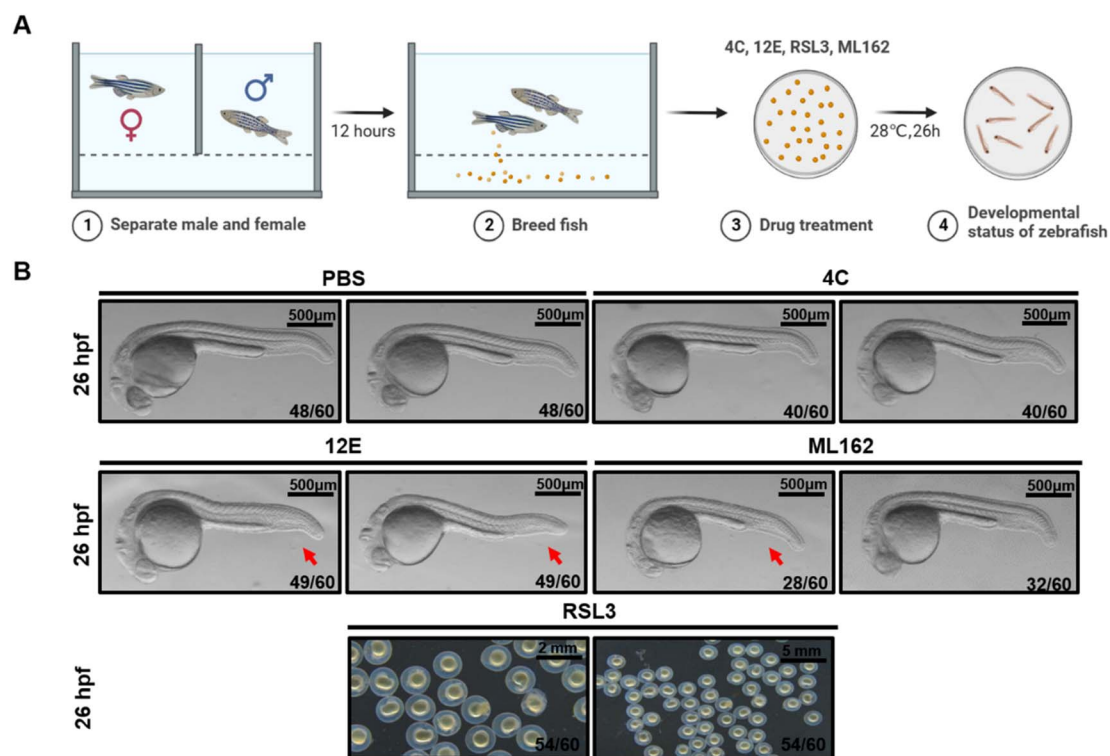 A
4C, 12E, RSL3, ML162
12 hours
28℃,26h
1 Separate male and female
2 Breed fish
3 Drug treatment
4 Developmental status of zebrafish
B
PBS
4C
26 hpf
500μm
48/60
500μm
48/60
500μm
40/60
500μm
40/60
12E
ML162
26 hpf
500μm
49/60
500μm
49/60
500μm
28/60
500μm
32/60
RSL3
26 hpf
2 mm
54/60
5 mm
54/60